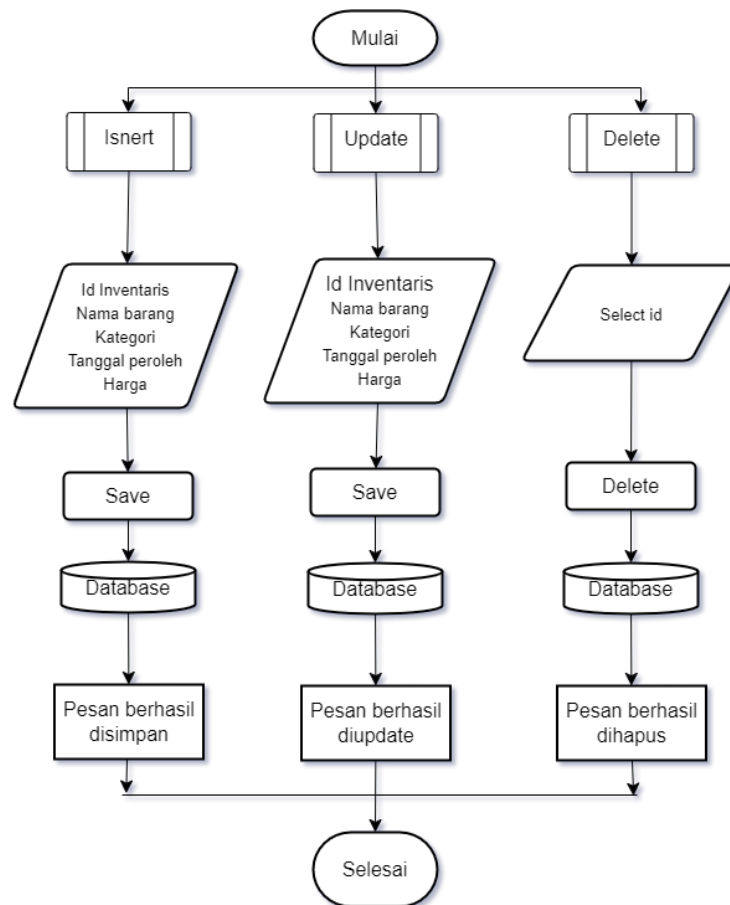 Mulai
Isnert
Update
Delete
Id Inventaris
Nama barang
Kategori
Tanggal peroleh
Harga
Id Inventaris
Nama barang
Kategori
Tanggal peroleh
Harga
Select id
Save
Save
Delete
Database
Database
Database
Pesan berhasil
disimpan
Pesan berhasil
diupdate
Pesan berhasil
dihapus
Selesai